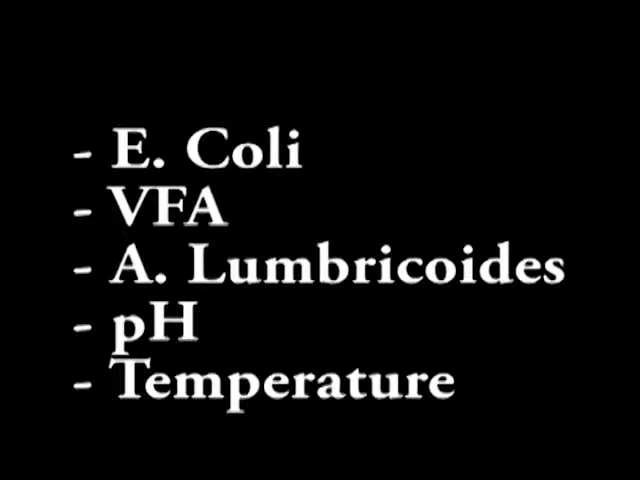 - E. Coli
- VFA
- A. Lumbricoides
- pH
- Temperature